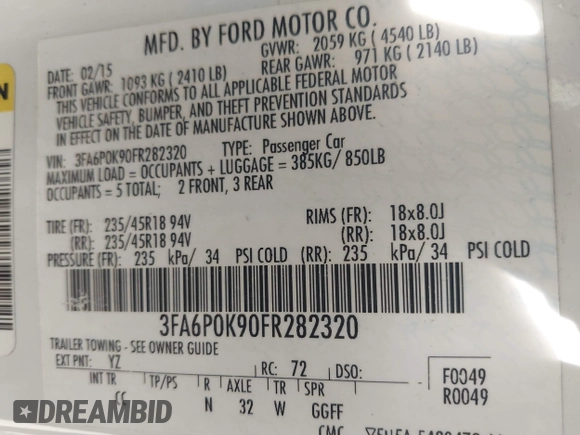 MFD. BY FORD MOTOR CO.
DATE: 02/15 GVWR: 2059 KG ( 4540 LB)
FRONT GAWR: 1093 KG ( 2410 LB) REAR GAWR: 971 KG ( 2140 LB)
THIS VEHICLE CONFORMS TO ALL APPLICABLE FEDERAL MOTOR
VEHICLE SAFETY, BUMPER, AND THEFT PREVENTION STANDARDS
IN EFFECT ON THE DATE OF MANUFACTURE SHOWN ABOVE.
VIN: 3FA6P0K90FR282320 TYPE: Passenger Car
MAXIMUM LOAD = OCCUPANTS + LUGGAGE = 385KG/ 850LB
OCCUPANTS = 5 TOTAL; 2 FRONT, 3 REAR
TIRE (FR): 235/45R18 94V RIMS (FR): 18x8.0J
(RR): 235/45R18 94V (RR): 18x8.0J
PRESSURE (FR): 235 kPa/ 34 PSI COLD (RR): 235 kPa/ 34 PSI COLD
3FA6P0K90FR282320
TRAILER TOWING - SEE OWNER GUIDE
EXT PNT: YZ RC: 72 DSO: F0049
INT TR TP/PS R AXLE TR SPR R0049
CC N 32 W GGFF
DREAMBID